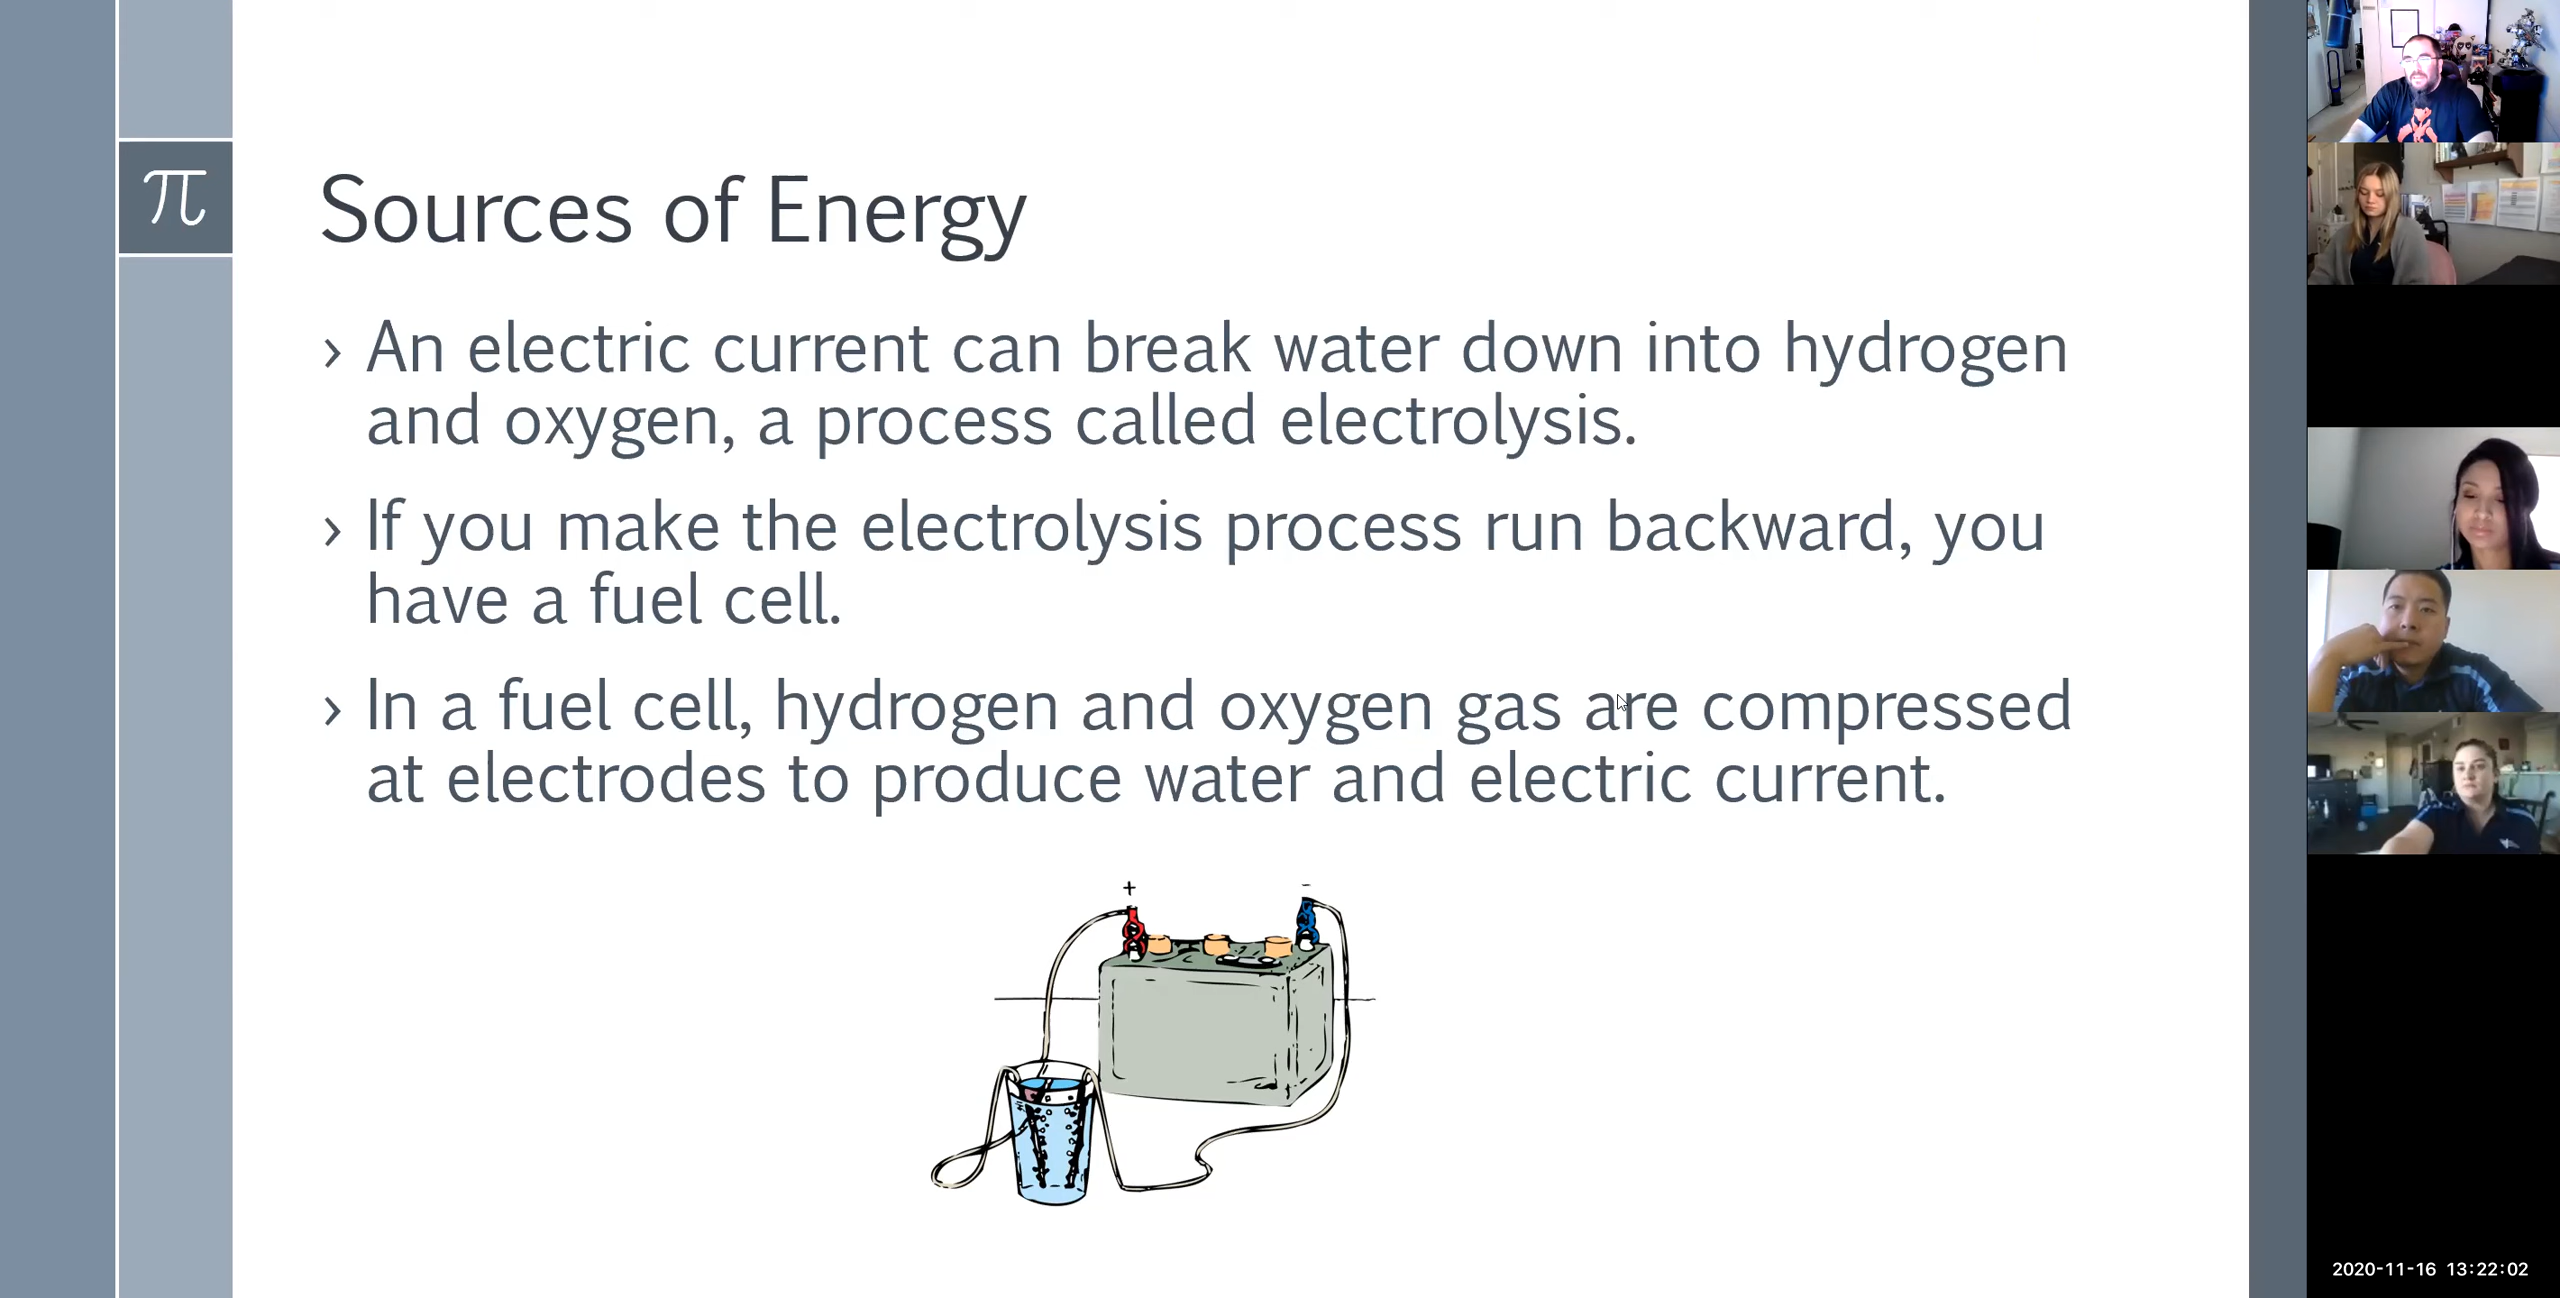 π
Sources of Energy
› An electric current can break water down into hydrogen
and oxygen, a process called electrolysis.
› If you make the electrolysis process run backward, you
have a fuel cell.
› In a fuel cell, hydrogen and oxygen gas are compressed
at electrodes to produce water and electric current.
+ -
2020-11-16 13:22:02